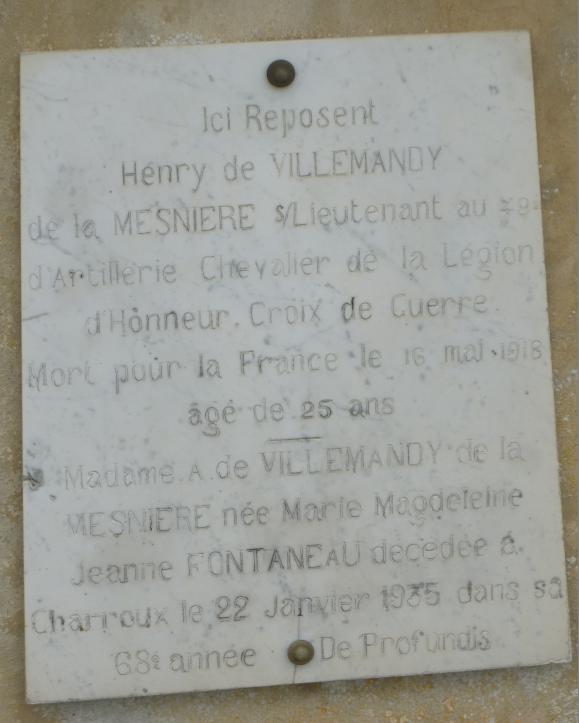 Ici Reposent
Henry de VILLEMANDY
de la MESNIERE s/Lieutenant au
d'Artillerie Chevalier de la Légion
d'Honneur. Croix de Guerre
Mort pour la France le 16 mai 1918
âgé de 25 ans
Madame A. de VILLEMANDY de la
MESNIERE née Marie Magdeleine
Jeanne FONTANEAU décédée à
Charroux le 22 Janvier 1935 dans sa
68e année De Profundis